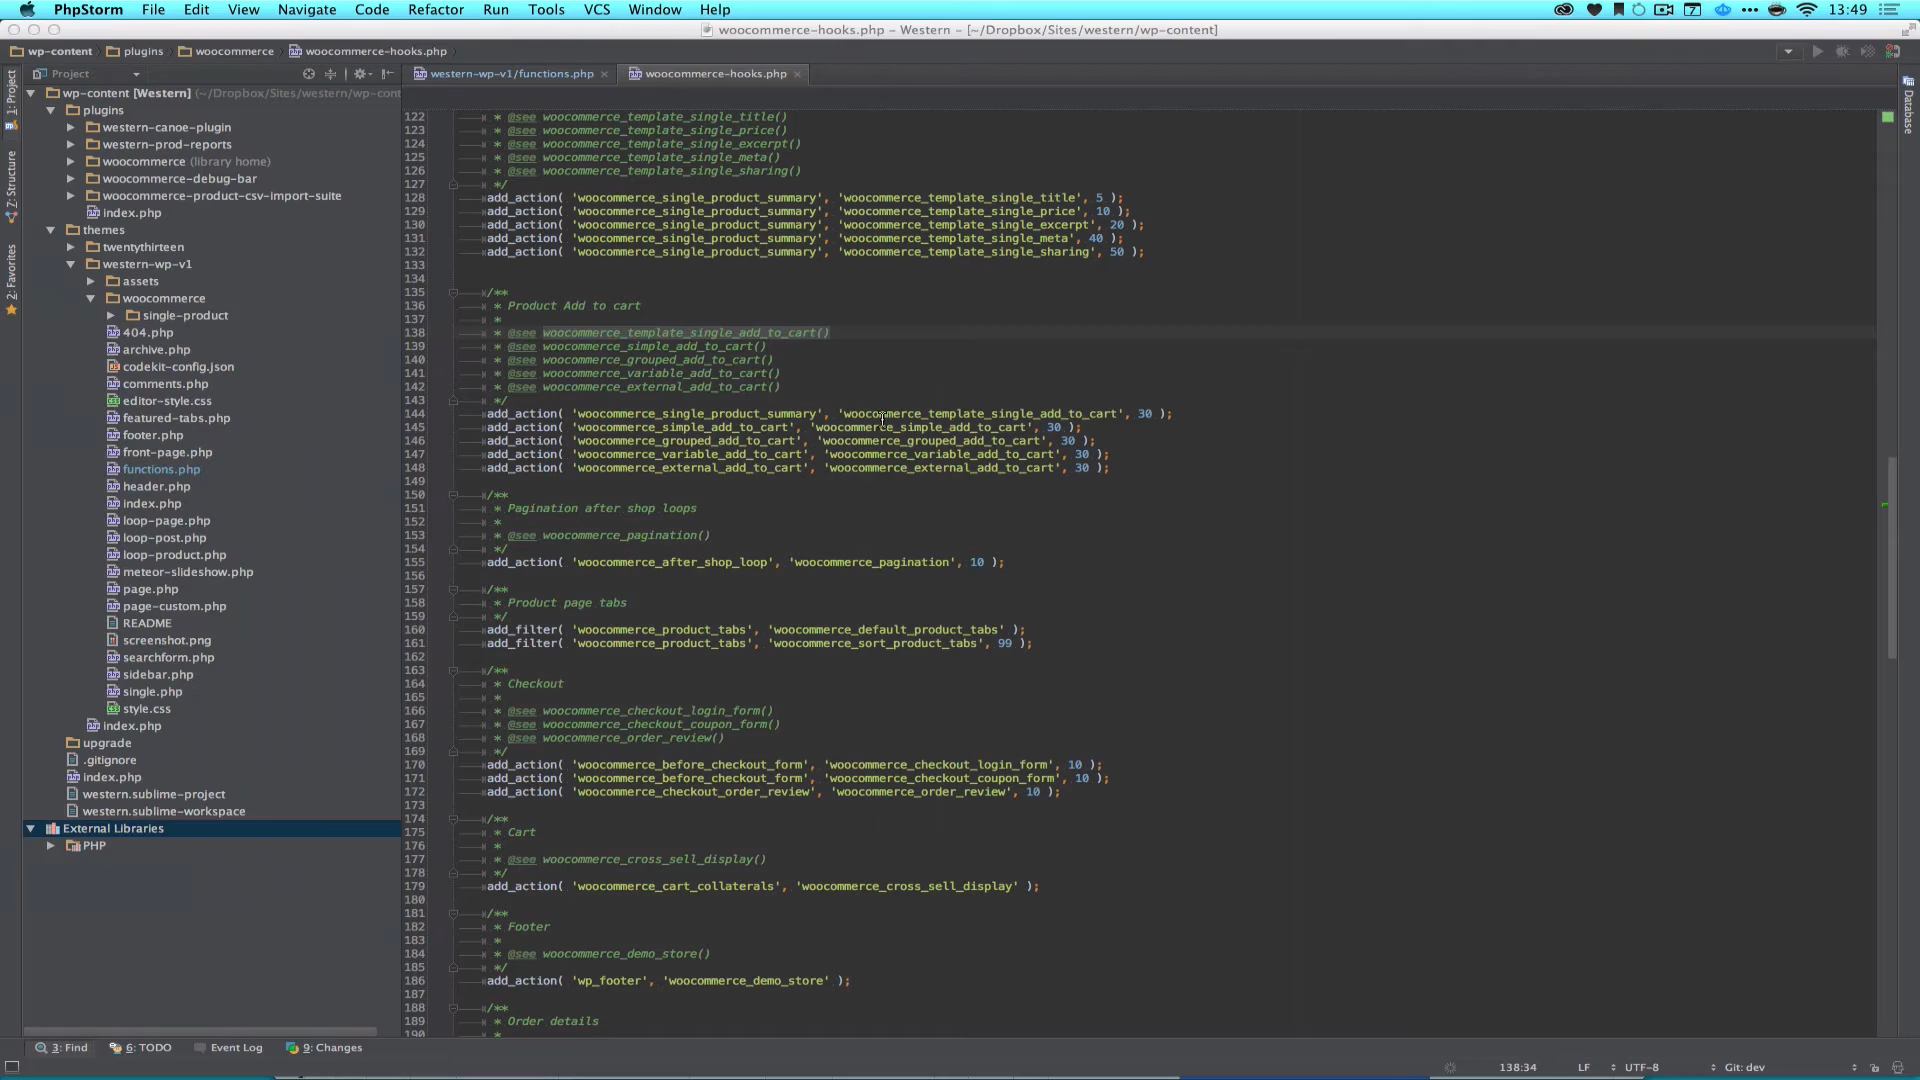 PhpStorm File Edit View Navigate Code Refactor Run Tools VCS Window Help 7 13:49
woocommerce-hooks.php – Western – [~/Dropbox/Sites/western/wp-content]
wp-content plugins woocommerce woocommerce-hooks.php
Project western-wp-v1/functions.php woocommerce-hooks.php
1: Project
7: Structure
2: Favorites
Database
wp-content [Western] (~/Dropbox/Sites/western/wp-cont
plugins
western-canoe-plugin
western-prod-reports
woocommerce (library home)
woocommerce-debug-bar
woocommerce-product-csv-import-suite
index.php
themes
twentythirteen
western-wp-v1
assets
woocommerce
single-product
404.php
archive.php
codekit-config.json
comments.php
editor-style.css
featured-tabs.php
footer.php
front-page.php
functions.php
header.php
index.php
loop-page.php
loop-post.php
loop-product.php
meteor-slideshow.php
page.php
page-custom.php
README
screenshot.png
searchform.php
sidebar.php
single.php
style.css
index.php
upgrade
.gitignore
index.php
western.sublime-project
western.sublime-workspace
External Libraries
PHP
122 * @see woocommerce_template_single_title()
123 * @see woocommerce_template_single_price()
124 * @see woocommerce_template_single_excerpt()
125 * @see woocommerce_template_single_meta()
126 * @see woocommerce_template_single_sharing()
127 */
128 add_action( 'woocommerce_single_product_summary', 'woocommerce_template_single_title', 5 );
129 add_action( 'woocommerce_single_product_summary', 'woocommerce_template_single_price', 10 );
130 add_action( 'woocommerce_single_product_summary', 'woocommerce_template_single_excerpt', 20 );
131 add_action( 'woocommerce_single_product_summary', 'woocommerce_template_single_meta', 40 );
132 add_action( 'woocommerce_single_product_summary', 'woocommerce_template_single_sharing', 50 );
133
134
135 /**
136 * Product Add to cart
137 *
138 * @see woocommerce_template_single_add_to_cart()
139 * @see woocommerce_simple_add_to_cart()
140 * @see woocommerce_grouped_add_to_cart()
141 * @see woocommerce_variable_add_to_cart()
142 * @see woocommerce_external_add_to_cart()
143 */
144 add_action( 'woocommerce_single_product_summary', 'woocommerce_template_single_add_to_cart', 30 );
145 add_action( 'woocommerce_simple_add_to_cart', 'woocommerce_simple_add_to_cart', 30 );
146 add_action( 'woocommerce_grouped_add_to_cart', 'woocommerce_grouped_add_to_cart', 30 );
147 add_action( 'woocommerce_variable_add_to_cart', 'woocommerce_variable_add_to_cart', 30 );
148 add_action( 'woocommerce_external_add_to_cart', 'woocommerce_external_add_to_cart', 30 );
149
150 /**
151 * Pagination after shop loops
152 *
153 * @see woocommerce_pagination()
154 */
155 add_action( 'woocommerce_after_shop_loop', 'woocommerce_pagination', 10 );
156
157 /**
158 * Product page tabs
159 */
160 add_filter( 'woocommerce_product_tabs', 'woocommerce_default_product_tabs' );
161 add_filter( 'woocommerce_product_tabs', 'woocommerce_sort_product_tabs', 99 );
162
163 /**
164 * Checkout
165 *
166 * @see woocommerce_checkout_login_form()
167 * @see woocommerce_checkout_coupon_form()
168 * @see woocommerce_order_review()
169 */
170 add_action( 'woocommerce_before_checkout_form', 'woocommerce_checkout_login_form', 10 );
171 add_action( 'woocommerce_before_checkout_form', 'woocommerce_checkout_coupon_form', 10 );
172 add_action( 'woocommerce_checkout_order_review', 'woocommerce_order_review', 10 );
173
174 /**
175 * Cart
176 *
177 * @see woocommerce_cross_sell_display()
178 */
179 add_action( 'woocommerce_cart_collaterals', 'woocommerce_cross_sell_display' );
180
181 /**
182 * Footer
183 *
184 * @see woocommerce_demo_store()
185 */
186 add_action( 'wp_footer', 'woocommerce_demo_store' );
187
188 /**
189 * Order details
190 *
3: Find 6: TODO Event Log 9: Changes
138:34 LF UTF-8 Git: dev